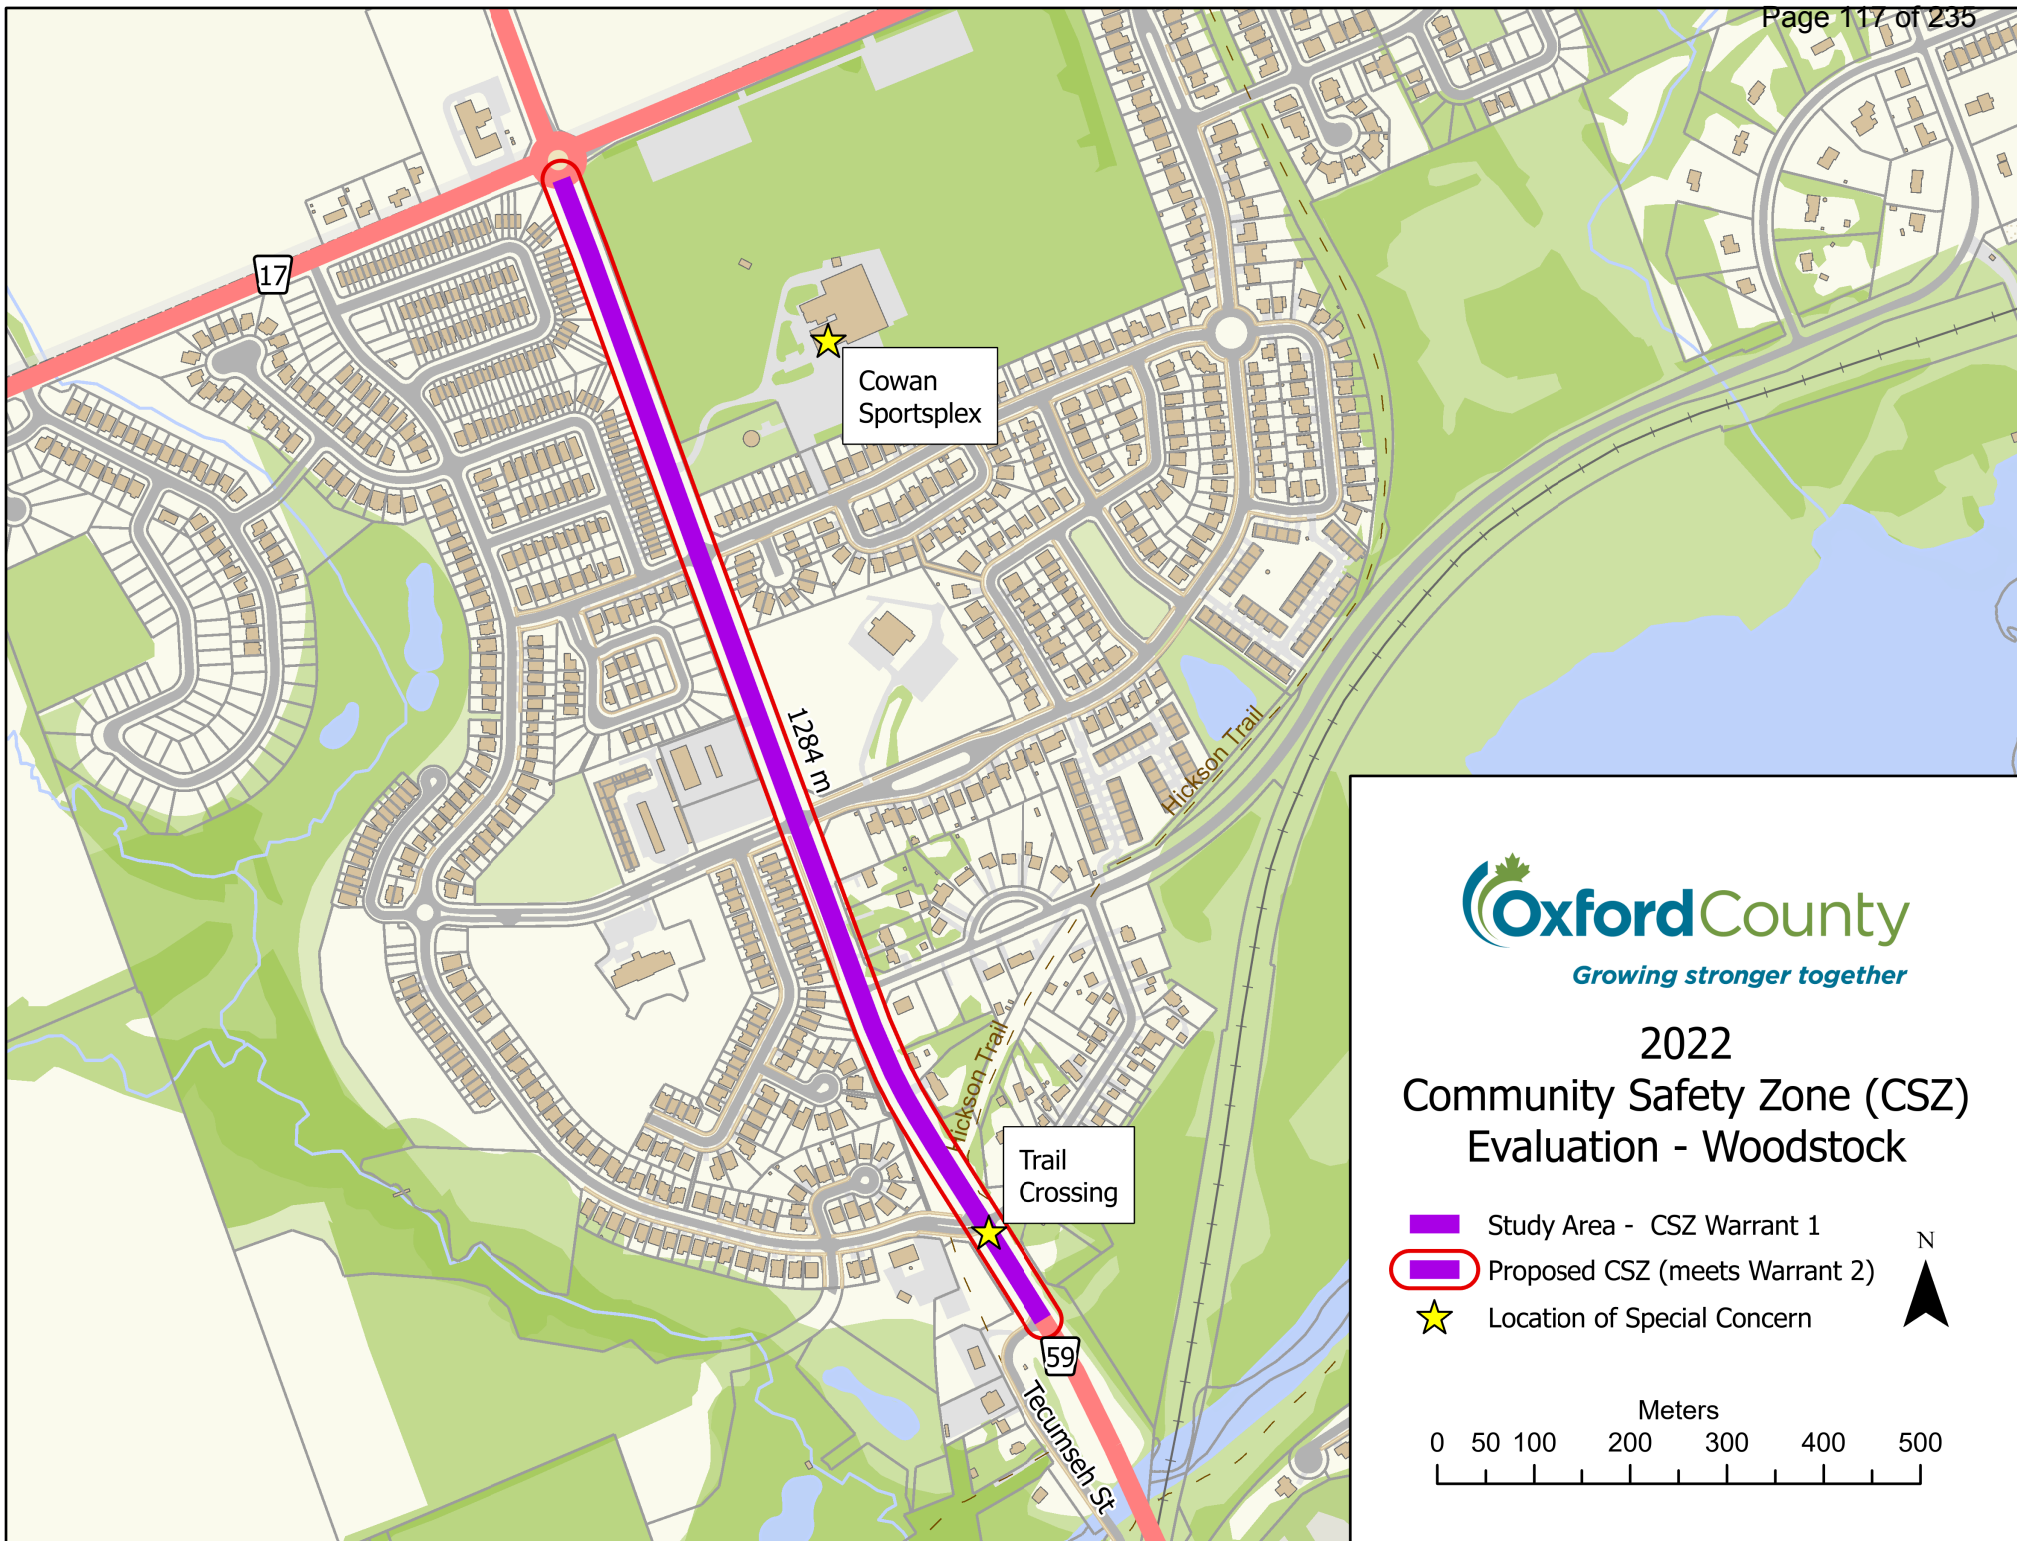 Page 117 of 235
17
Cowan
Sportsplex
1284 m
Hickson Trail
Hickson Trail
Trail
Crossing
59
Tecumseh St
Oxford County
Growing stronger together
2022
Community Safety Zone (CSZ)
Evaluation - Woodstock
Study Area - CSZ Warrant 1
Proposed CSZ (meets Warrant 2)
Location of Special Concern
N
Meters
0 50 100 200 300 400 500